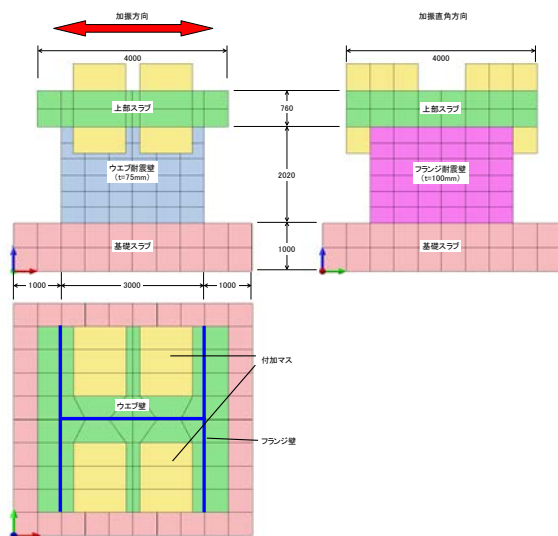 加振方向
加振直角方向
4000
4000
上部スラブ
760
上部スラブ
ウエブ耐震壁
(t=75mm)
2020
フランジ耐震壁
(t=100mm)
基礎スラブ
1000
基礎スラブ
1000
3000
1000
付加マス
ウエブ壁
フランジ壁